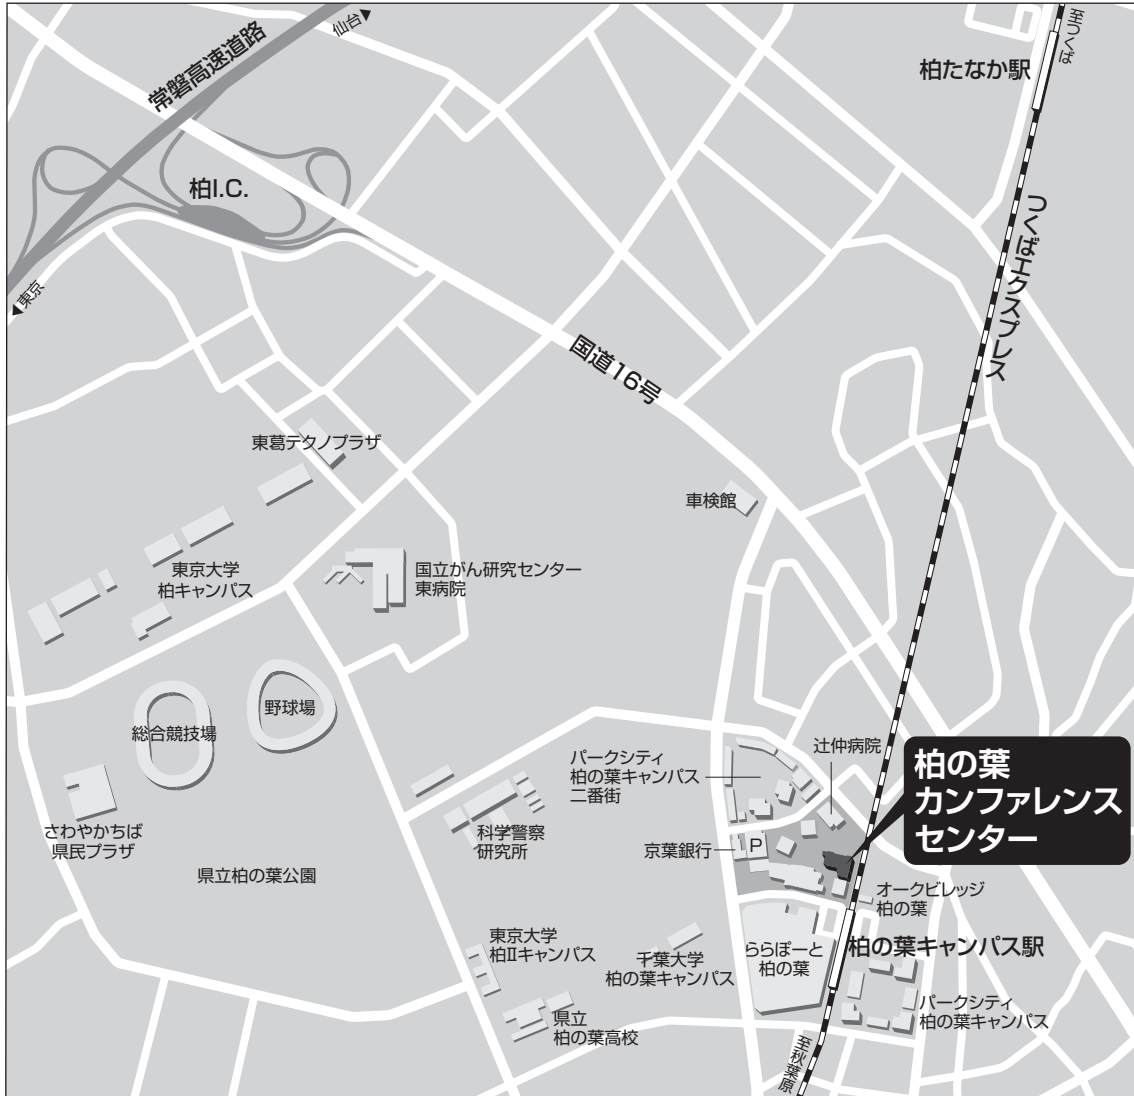 仙台
至つくば
常磐高速道路
柏たなか駅
柏I.C.
つくばエクスプレス
東京
国道16号
東葛テクノプラザ
車検館
東京大学
柏キャンパス
国立がん研究センター
東病院
野球場
総合競技場
辻仲病院
パークシティ
柏の葉キャンパス
二番街
柏の葉
カンファレンス
センター
さわやかちば
県民プラザ
科学警察
研究所
京葉銀行
P
県立柏の葉公園
オークビレッジ
柏の葉
東京大学
柏IIキャンパス
千葉大学
柏の葉キャンパス
ららぽーと
柏の葉
柏の葉キャンパス駅
県立
柏の葉高校
パークシティ
柏の葉キャンパス
至秋葉原